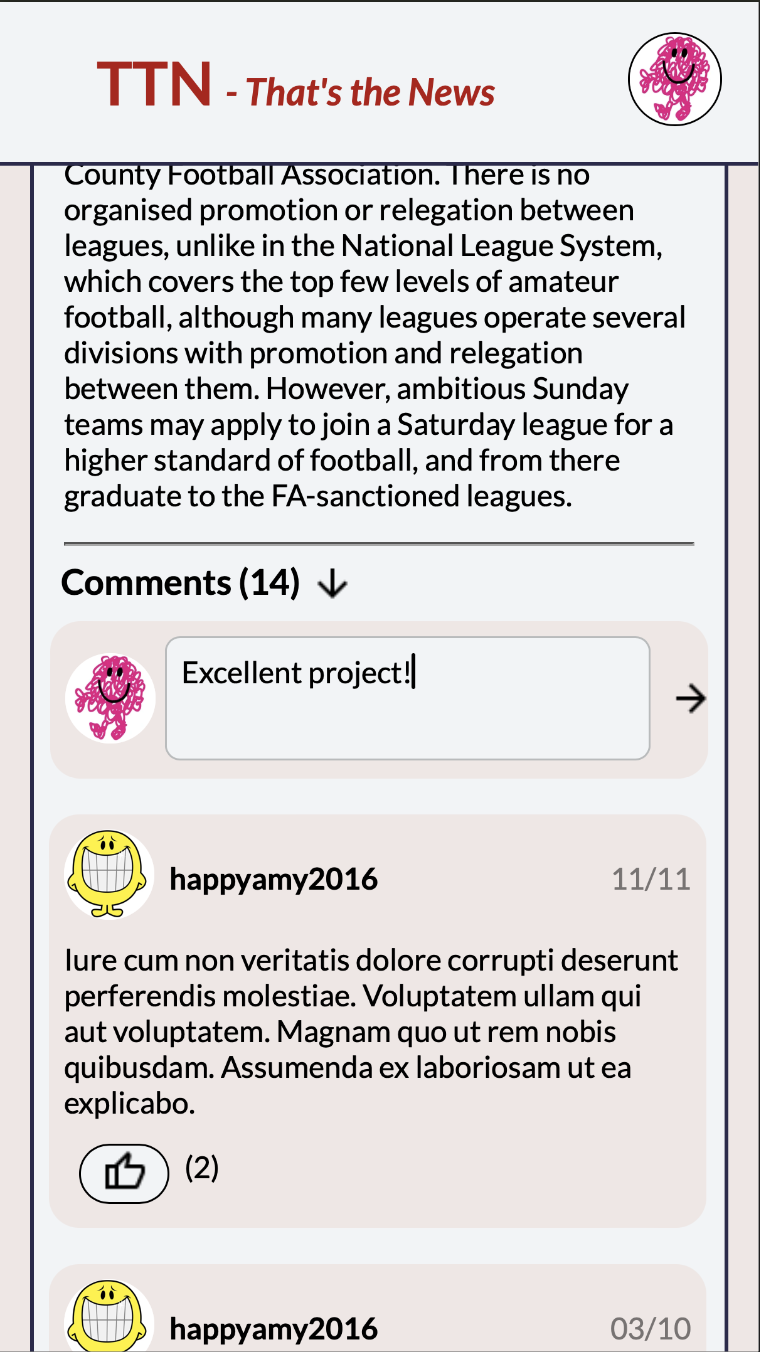 TTN - That's the News
County Football Association. There is no
organised promotion or relegation between
leagues, unlike in the National League System,
which covers the top few levels of amateur
football, although many leagues operate several
divisions with promotion and relegation
between them. However, ambitious Sunday
teams may apply to join a Saturday league for a
higher standard of football, and from there
graduate to the FA-sanctioned leagues.
Comments (14)
Excellent project!
happyamy2016 11/11
Iure cum non veritatis dolore corrupti deserunt
perferendis molestiae. Voluptatem ullam qui
aut voluptatem. Magnam quo ut rem nobis
quibusdam. Assumenda ex laboriosam ut ea
explicabo.
(2)
happyamy2016 03/10